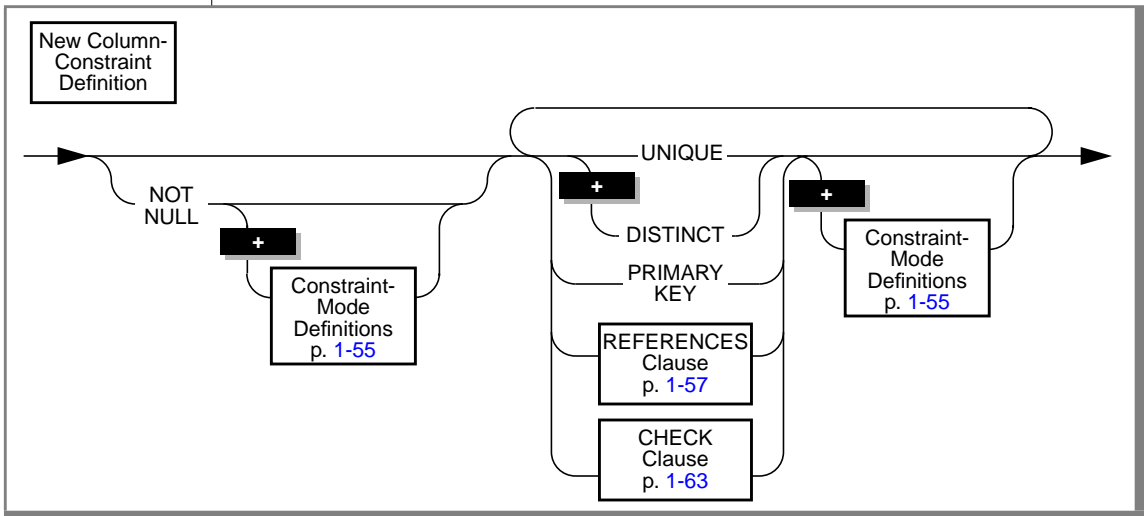 New Column-
Constraint
Definition
UNIQUE
NOT
NULL
+
+
+
DISTINCT
Constraint-
Mode
Definitions
p. 1-55
Constraint-
Mode
Definitions
p. 1-55
PRIMARY
KEY
REFERENCES
Clause
p. 1-57
CHECK
Clause
p. 1-63